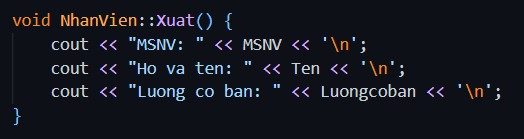 void NhanVien::Xuat() {
    cout << "MSNV: " << MSNV << '\n';
    cout << "Ho va ten: " << Ten << '\n';
    cout << "Luong co ban: " << Luongcoban << '\n';
}